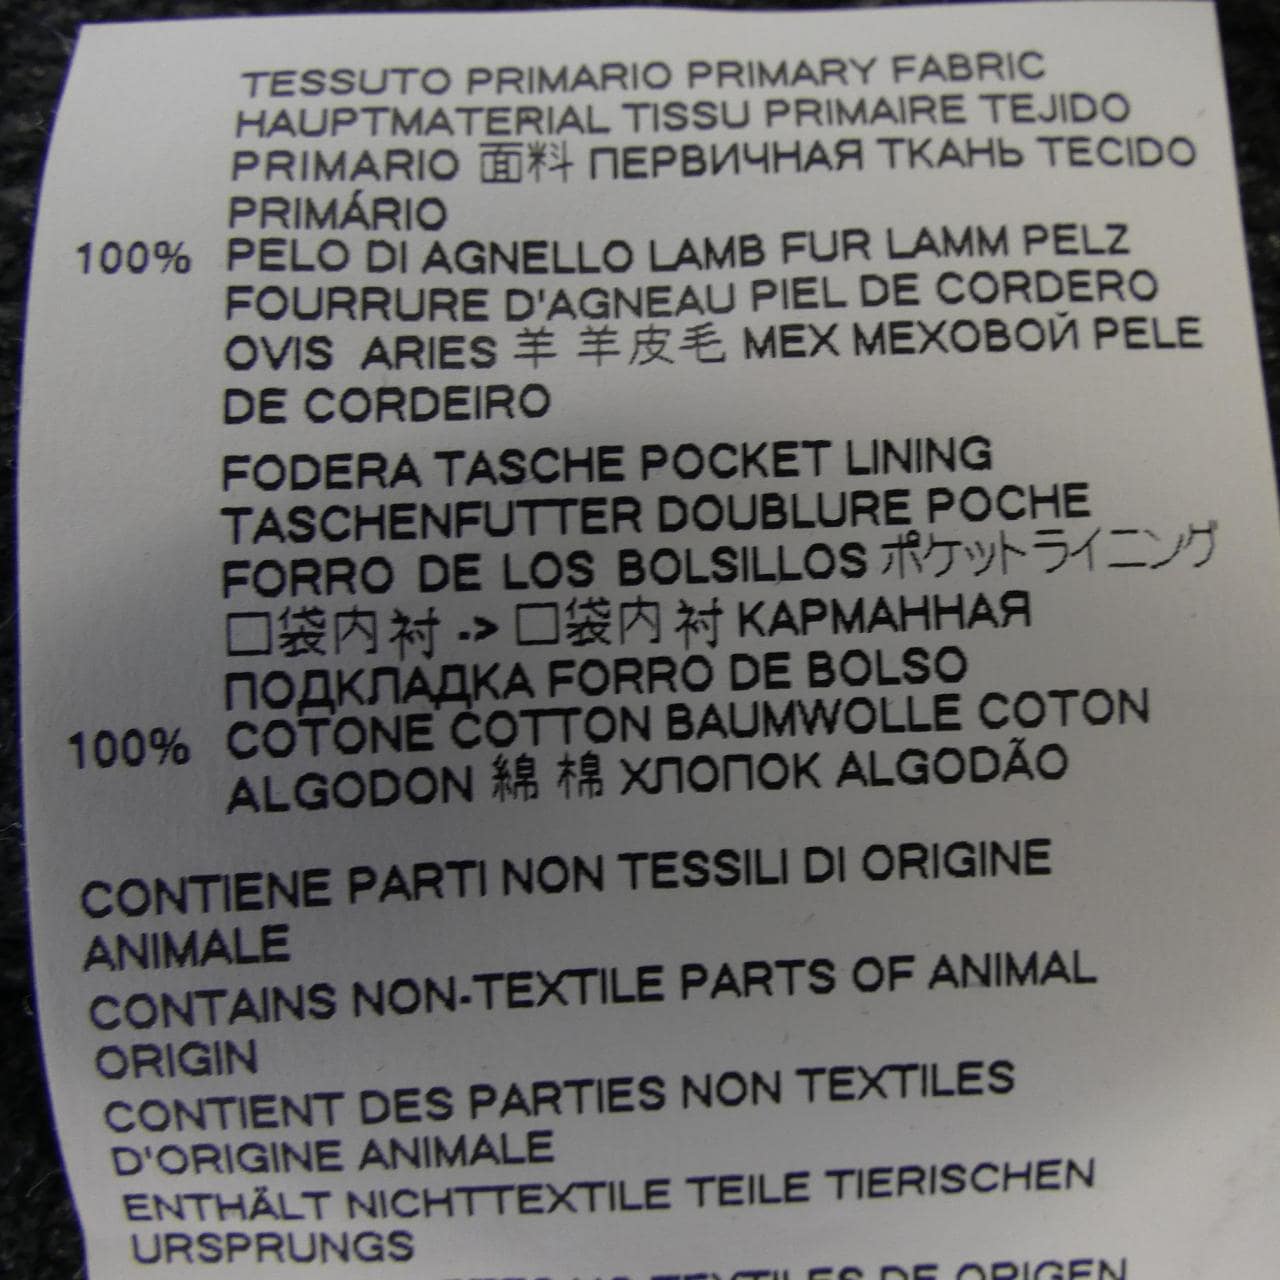 TESSUTO PRIMARIO PRIMARY FABRIC
HAUPTMATERIAL TISSU PRIMAIRE TEJIDO
PRIMARIO 面料 ПЕРВИЧНАЯ ТКАНЬ TECIDO
PRIMÁRIO
100% PELO DI AGNELLO LAMB FUR LAMM PELZ
FOURRURE D'AGNEAU PIEL DE CORDERO
OVIS ARIES 羊 羊皮毛 МЕХ МЕХОВОЙ PELE
DE CORDEIRO
FODERA TASCHE POCKET LINING
TASCHENFUTTER DOUBLURE POCHE
FORRO DE LOS BOLSILLOS ポケットライニング
口袋内衬 -> 口袋内衬 КАРМАННАЯ
ПОДКЛАДКА FORRO DE BOLSO
100% COTONE COTTON BAUMWOLLE COTON
ALGODON 綿 棉 ХЛОПОК ALGODÃO
CONTIENE PARTI NON TESSILI DI ORIGINE
ANIMALE
CONTAINS NON-TEXTILE PARTS OF ANIMAL
ORIGIN
CONTIENT DES PARTIES NON TEXTILES
D'ORIGINE ANIMALE
ENTHÄLT NICHTTEXTILE TEILE TIERISCHEN
URSPRUNGS
DE ORIGEN